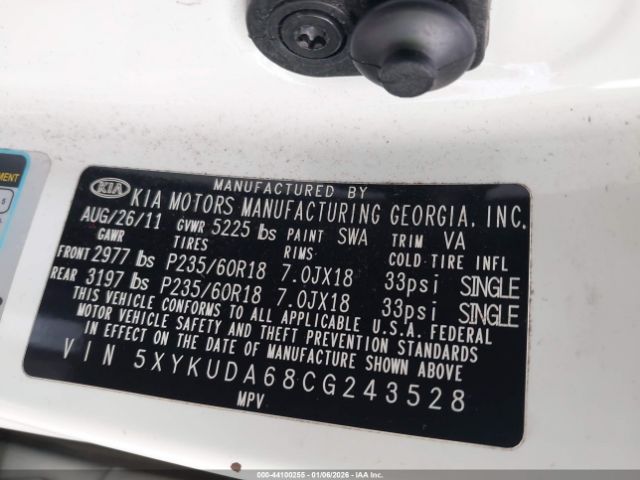 MENT
5
KIA
MANUFACTURED BY
KIA MOTORS MANUFACTURING GEORGIA, INC.
AUG/26/11 GVWR 5225 lbs PAINT SWA TRIM VA
GAWR TIRES RIMS COLD TIRE INFL
FRONT 2977 lbs P235/60R18 7.0JX18 33psi SINGLE
REAR 3197 lbs P235/60R18 7.0JX18 33psi SINGLE
THIS VEHICLE CONFORMS TO ALL APPLICABLE U.S.A. FEDERAL
MOTOR VEHICLE SAFETY AND THEFT PREVENTION STANDARDS
IN EFFECT ON THE DATE OF MANUFACTURE SHOWN ABOVE
VIN 5XYKUDA68CG243528
MPV
000-44100255 - 01/06/2026 - IAA Inc.